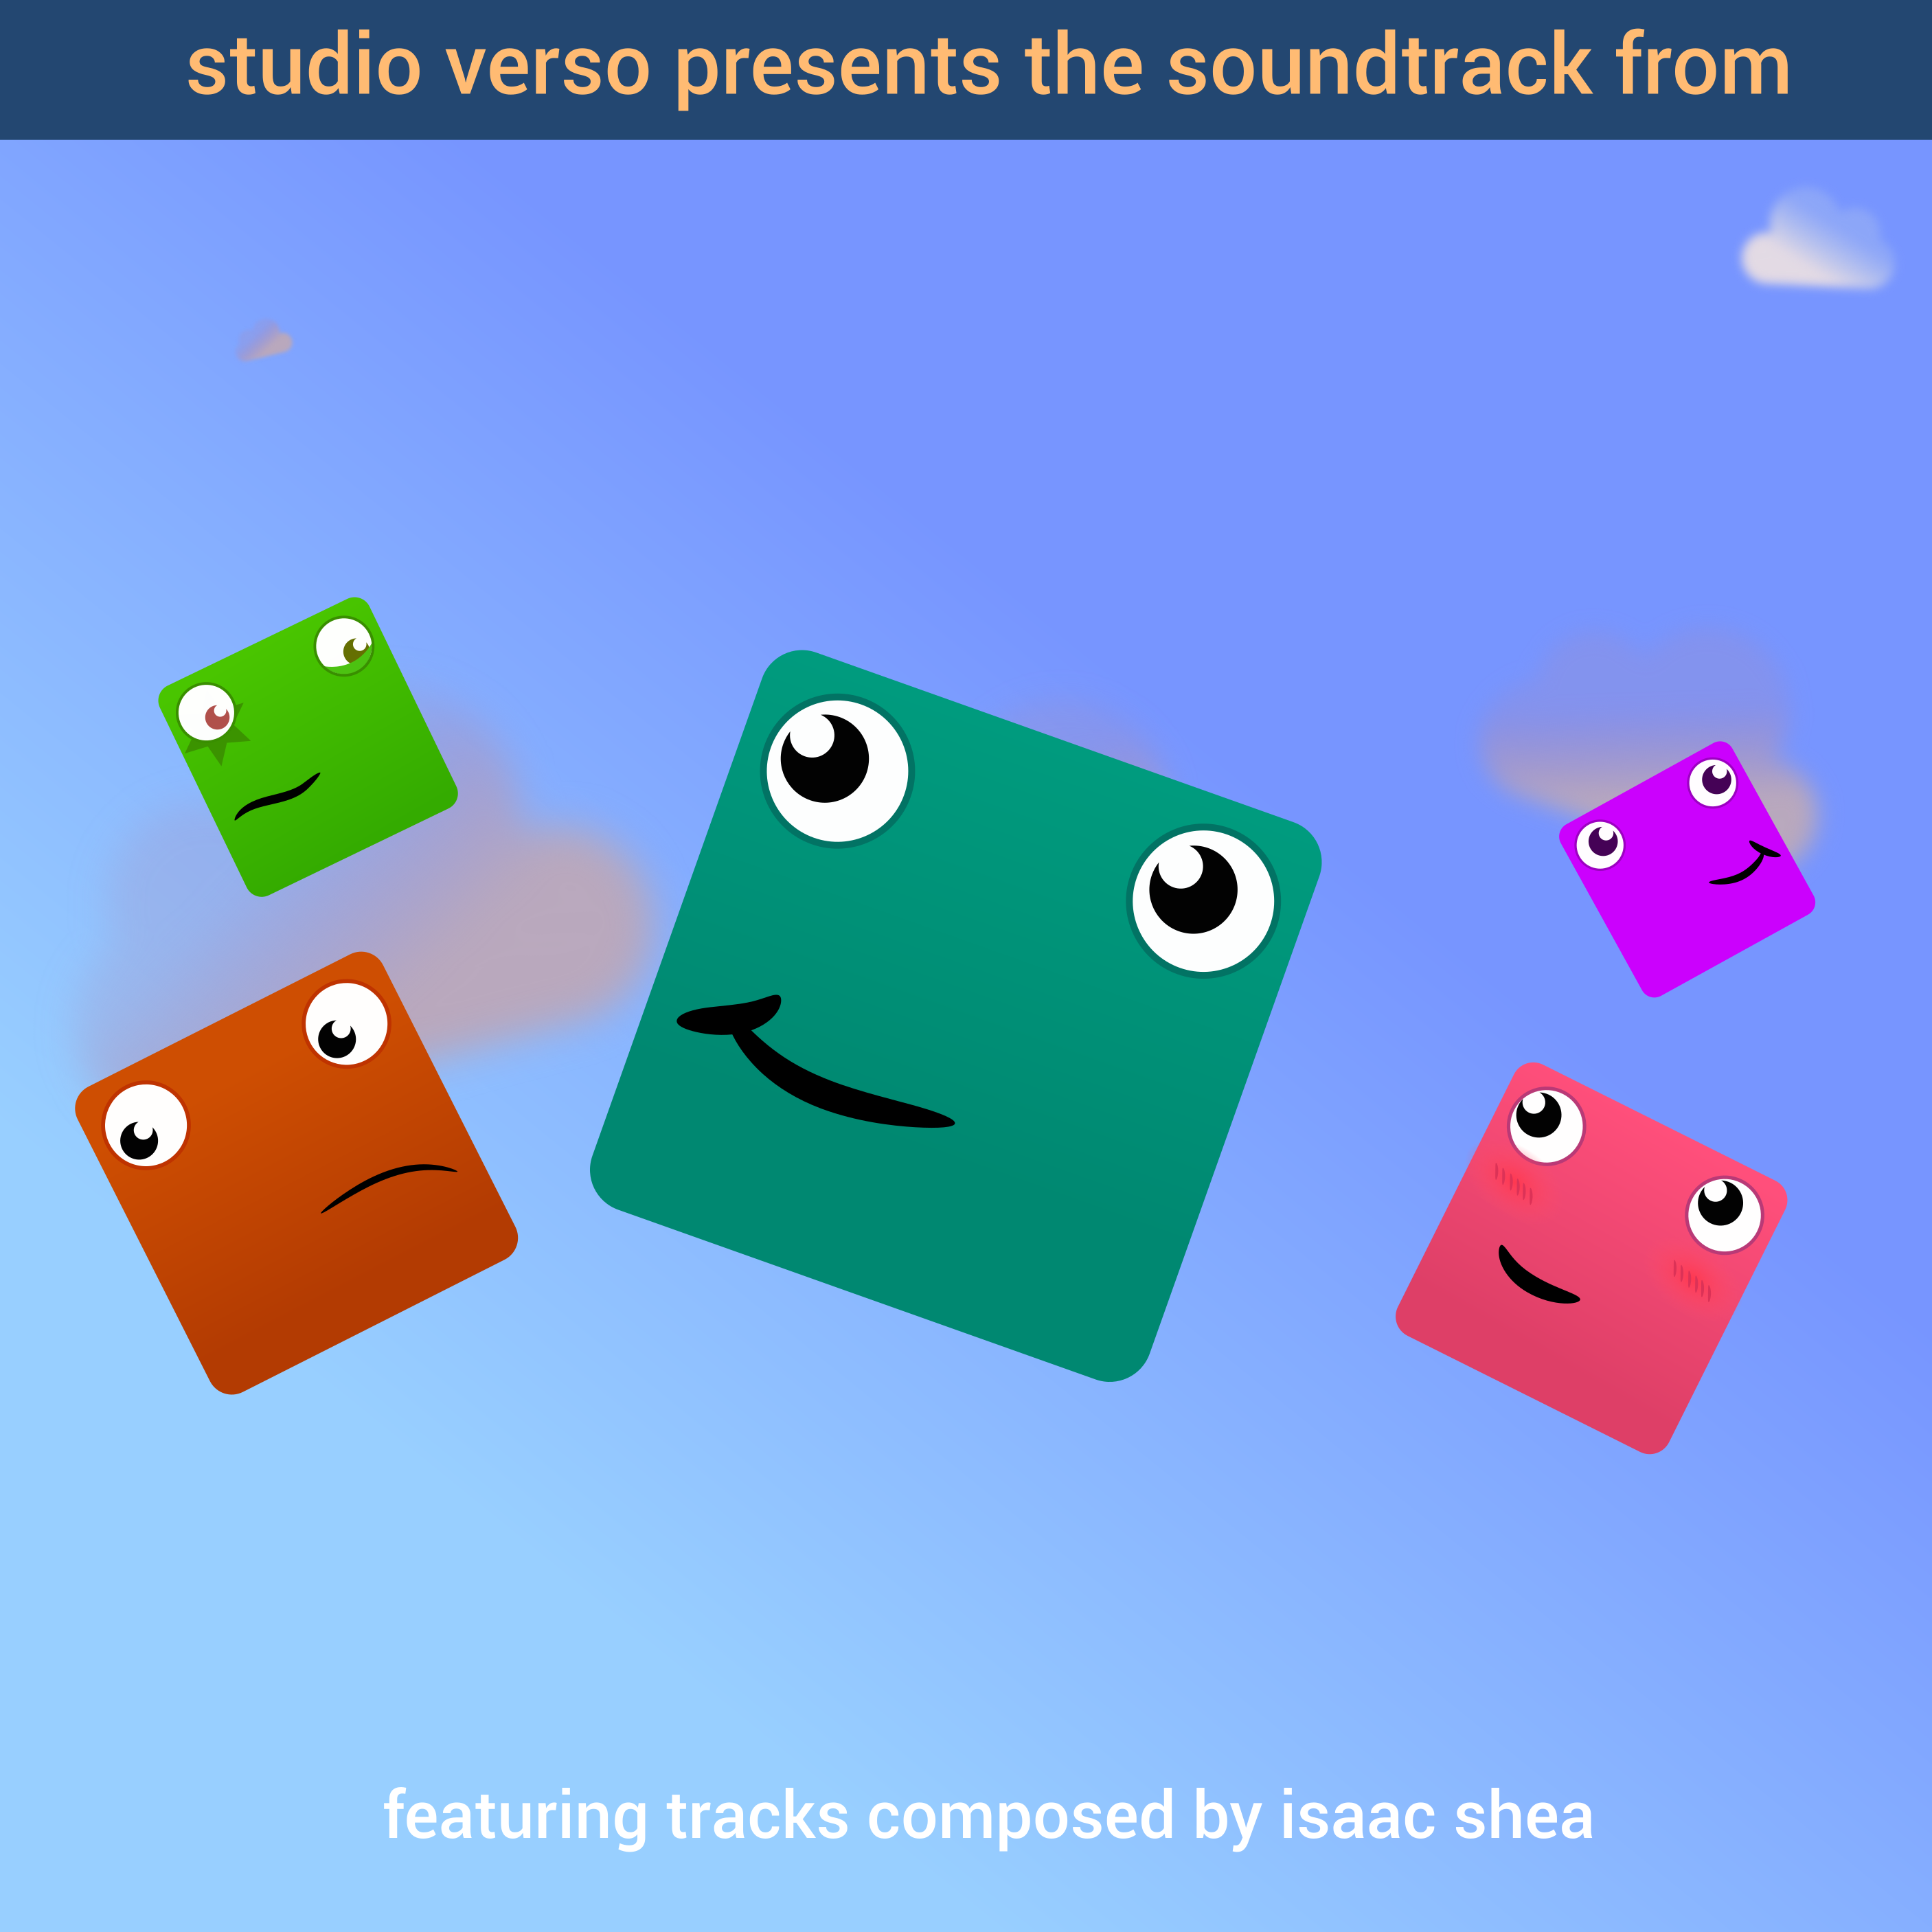 studio verso presents the soundtrack from
featuring tracks composed by isaac shea